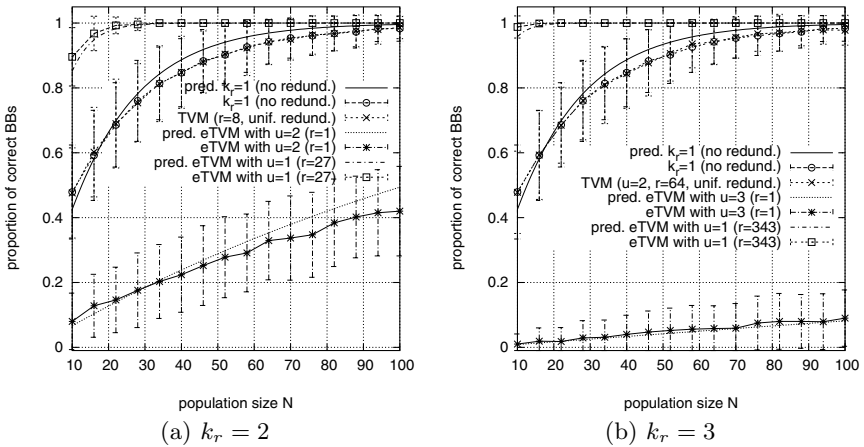 proportion of correct BBs
1
0.8
0.6
0.4
0.2
0
10 20 30 40 50 60 70 80 90 100
population size N
pred. k_r=1 (no redund.)
k_r=1 (no redund.)
TVM (r=8, unif. redund.)
pred. eTVM with u=2 (r=1)
eTVM with u=2 (r=1)
pred. eTVM with u=1 (r=27)
eTVM with u=1 (r=27)
(a) k_r = 2
proportion of correct BBs
1
0.8
0.6
0.4
0.2
0
10 20 30 40 50 60 70 80 90 100
population size N
pred. k_r=1 (no redund.)
k_r=1 (no redund.)
TVM (u=2, r=64, unif. redund.)
pred. eTVM with u=3 (r=1)
eTVM with u=3 (r=1)
pred. eTVM with u=1 (r=343)
eTVM with u=1 (r=343)
(b) k_r = 3